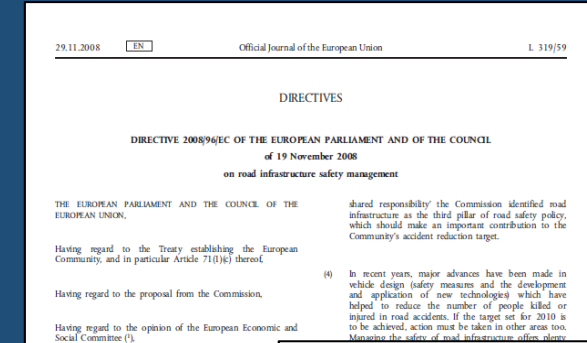 29.11.2008 EN Official Journal of the European Union L 319/59
DIRECTIVES
DIRECTIVE 2008/96/EC OF THE EUROPEAN PARLIAMENT AND OF THE COUNCIL
of 19 November 2008
on road infrastructure safety management
THE EUROPEAN PARLIAMENT AND THE COUNCIL OF THE
EUROPEAN UNION,
Having regard to the Treaty establishing the European
Community, and in particular Article 71(1)(c) thereof,
Having regard to the proposal from the Commission,
Having regard to the opinion of the European Economic and
Social Committee (¹),
shared responsibility' the Commission identified road
infrastructure as the third pillar of road safety policy,
which should make an important contribution to the
Community's accident reduction target.
(4) In recent years, major advances have been made in
vehicle design (safety measures and the development
and application of new technologies) which have
helped to reduce the number of people killed or
injured in road accidents. If the target set for 2010 is
to be achieved, action must be taken in other areas too.
Managing the safety of road infrastructure offers plenty